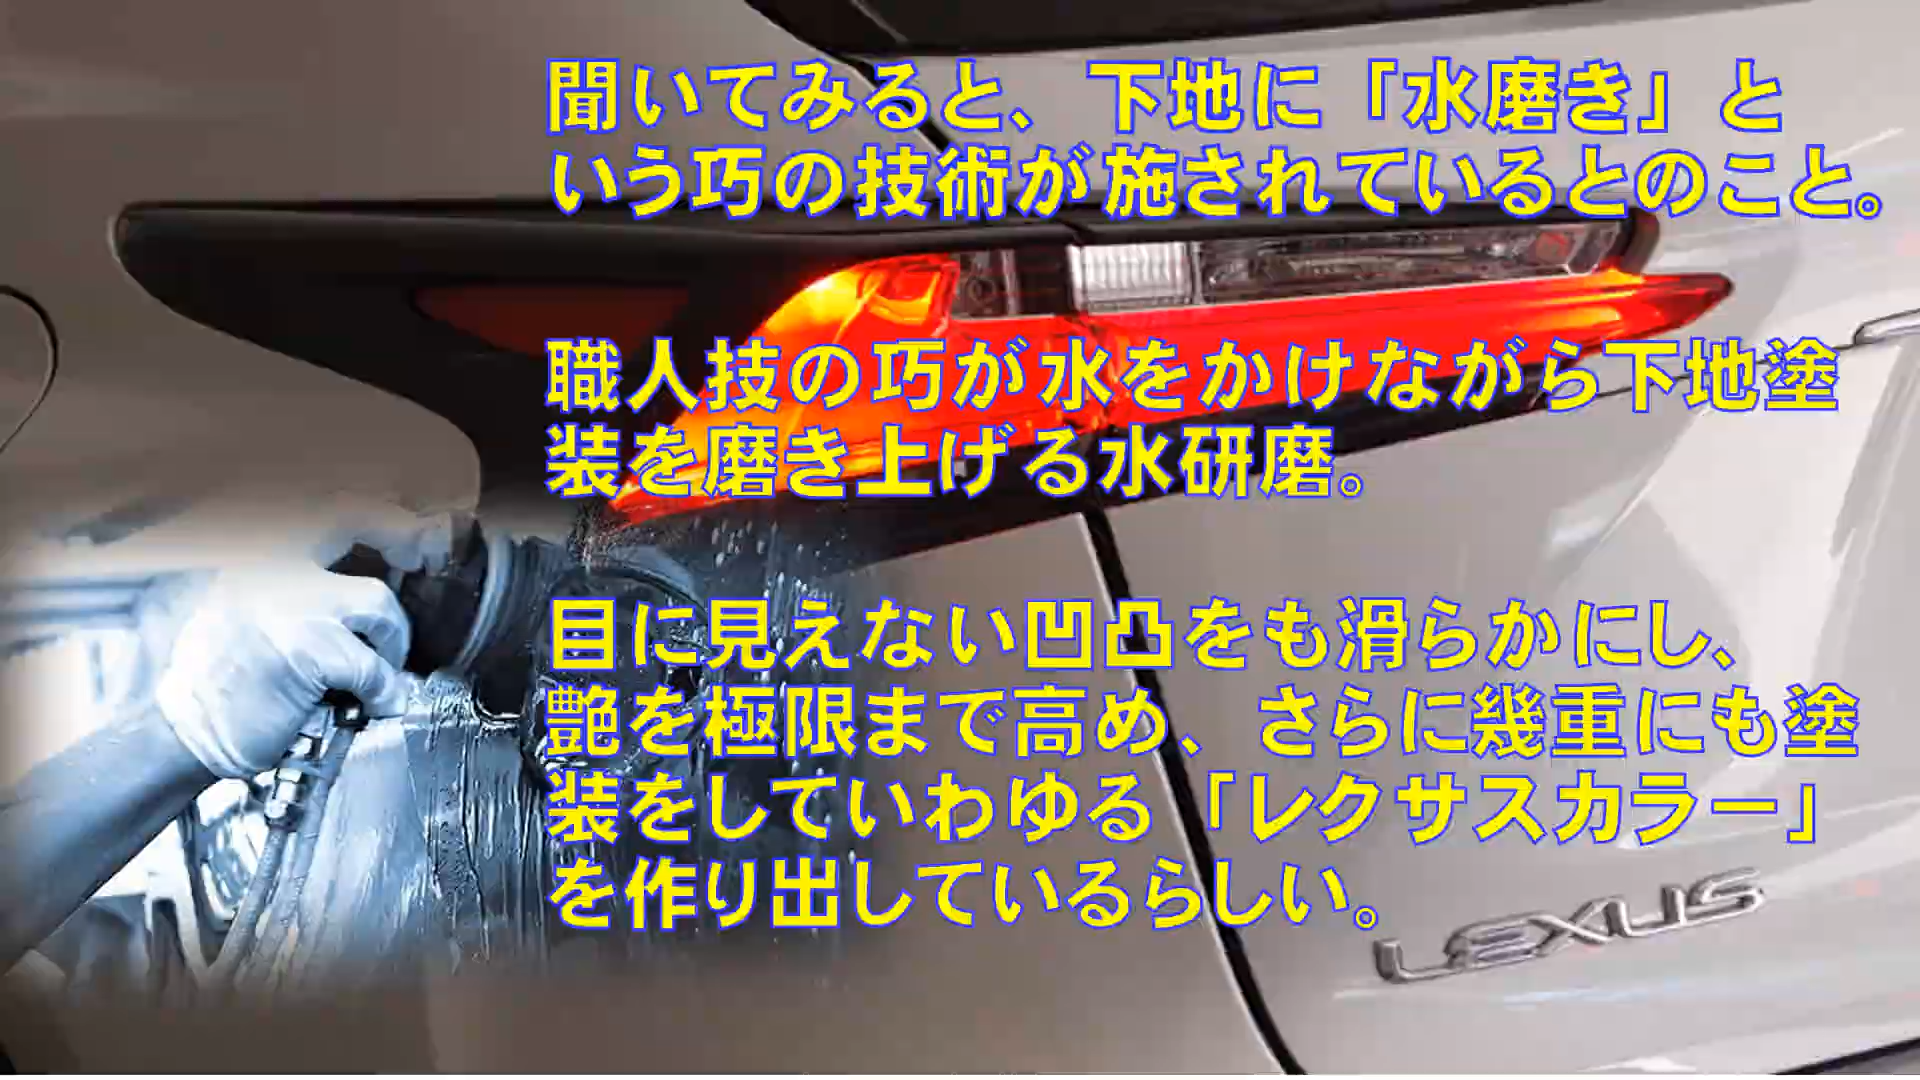 聞いてみると、下地に「水磨き」と
いう巧の技術が施されているとのこと。
職人技の巧が水をかけながら下地塗
装を磨き上げる水研磨。
目に見えない凹凸をも滑らかにし、
艶を極限まで高め、さらに幾重にも塗
装をしていわゆる「レクサスカラー」
を作り出しているらしい。
LEXUS